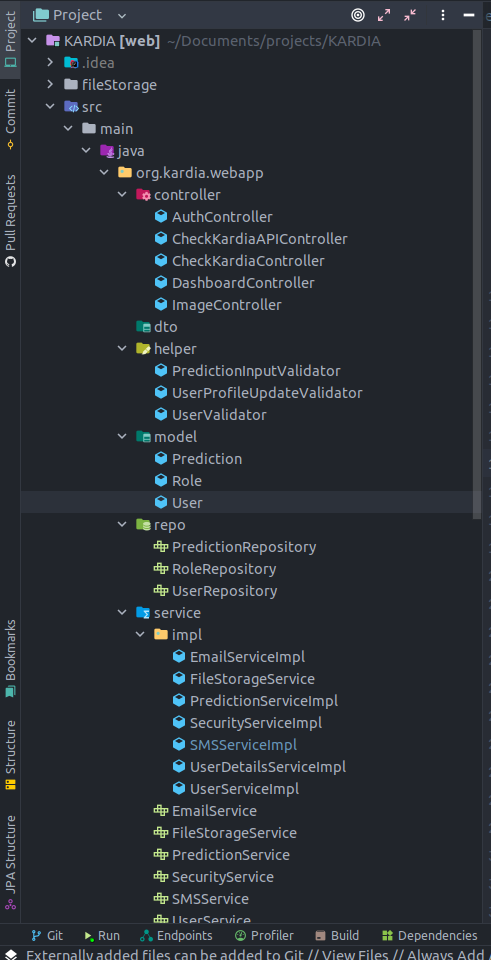 Project
KARDIA [web] ~/Documents/projects/KARDIA
.idea
fileStorage
src
main
java
org.kardia.webapp
controller
AuthController
CheckKardiaAPIController
CheckKardiaController
DashboardController
ImageController
dto
helper
PredictionInputValidator
UserProfileUpdateValidator
UserValidator
model
Prediction
Role
User
repo
PredictionRepository
RoleRepository
UserRepository
service
impl
EmailServiceImpl
FileStorageService
PredictionServiceImpl
SecurityServiceImpl
SMSServiceImpl
UserDetailsServiceImpl
UserServiceImpl
EmailService
FileStorageService
PredictionService
SecurityService
SMSService
UserService
Project
Commit
Pull Requests
Bookmarks
Structure
JPA Structure
Git Run Endpoints Profiler Build Dependencies
Externally added files can be added to Git // View Files // Always Add